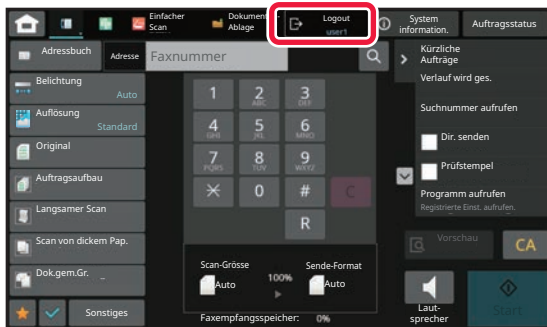 Einfacher
Scan
Dokument
Ablage
Logout
user1
System
information.
Auftragsstatus
Adressbuch
Adresse
Faxnummer
Kürzliche
Aufträge
Verlauf wird ges.
Suchnummer aufrufen
Dir. senden
Prüfstempel
Programm aufrufen
Registrierte Einst. aufrufen.
Belichtung
Auto
Auflösung
Standard
Original
Auftragsaufbau
Langsamer Scan
Scan von dickem Pap.
Dok.gem.Gr.
Sonstiges
1
2
ABC
3
DEF
4
GHI
5
JKL
6
MNO
7
PQRS
8
TUV
9
WXYZ
0
#
C
R
Scan-Grösse
Auto
100%
Sende-Format
Auto
Faxempfangsspeicher: 0%
Vorschau
CA
Laut-
sprecher
Start